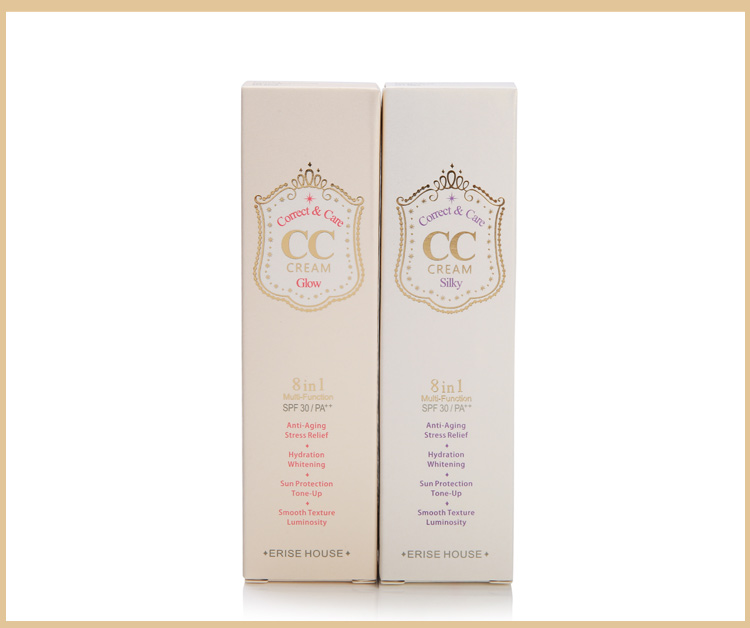 Correct & Care
CC
CREAM
Glow
8 in 1
Multi-Function
SPF 30 / PA++
Anti-Aging
Stress Relief
Hydration
Whitening
Sun Protection
Tone-Up
Smooth Texture
Luminosity
ERISE HOUSE
Correct & Care
CC
CREAM
Silky
8 in 1
Multi-Function
SPF 30 / PA++
Anti-Aging
Stress Relief
Hydration
Whitening
Sun Protection
Tone-Up
Smooth Texture
Luminosity
ERISE HOUSE